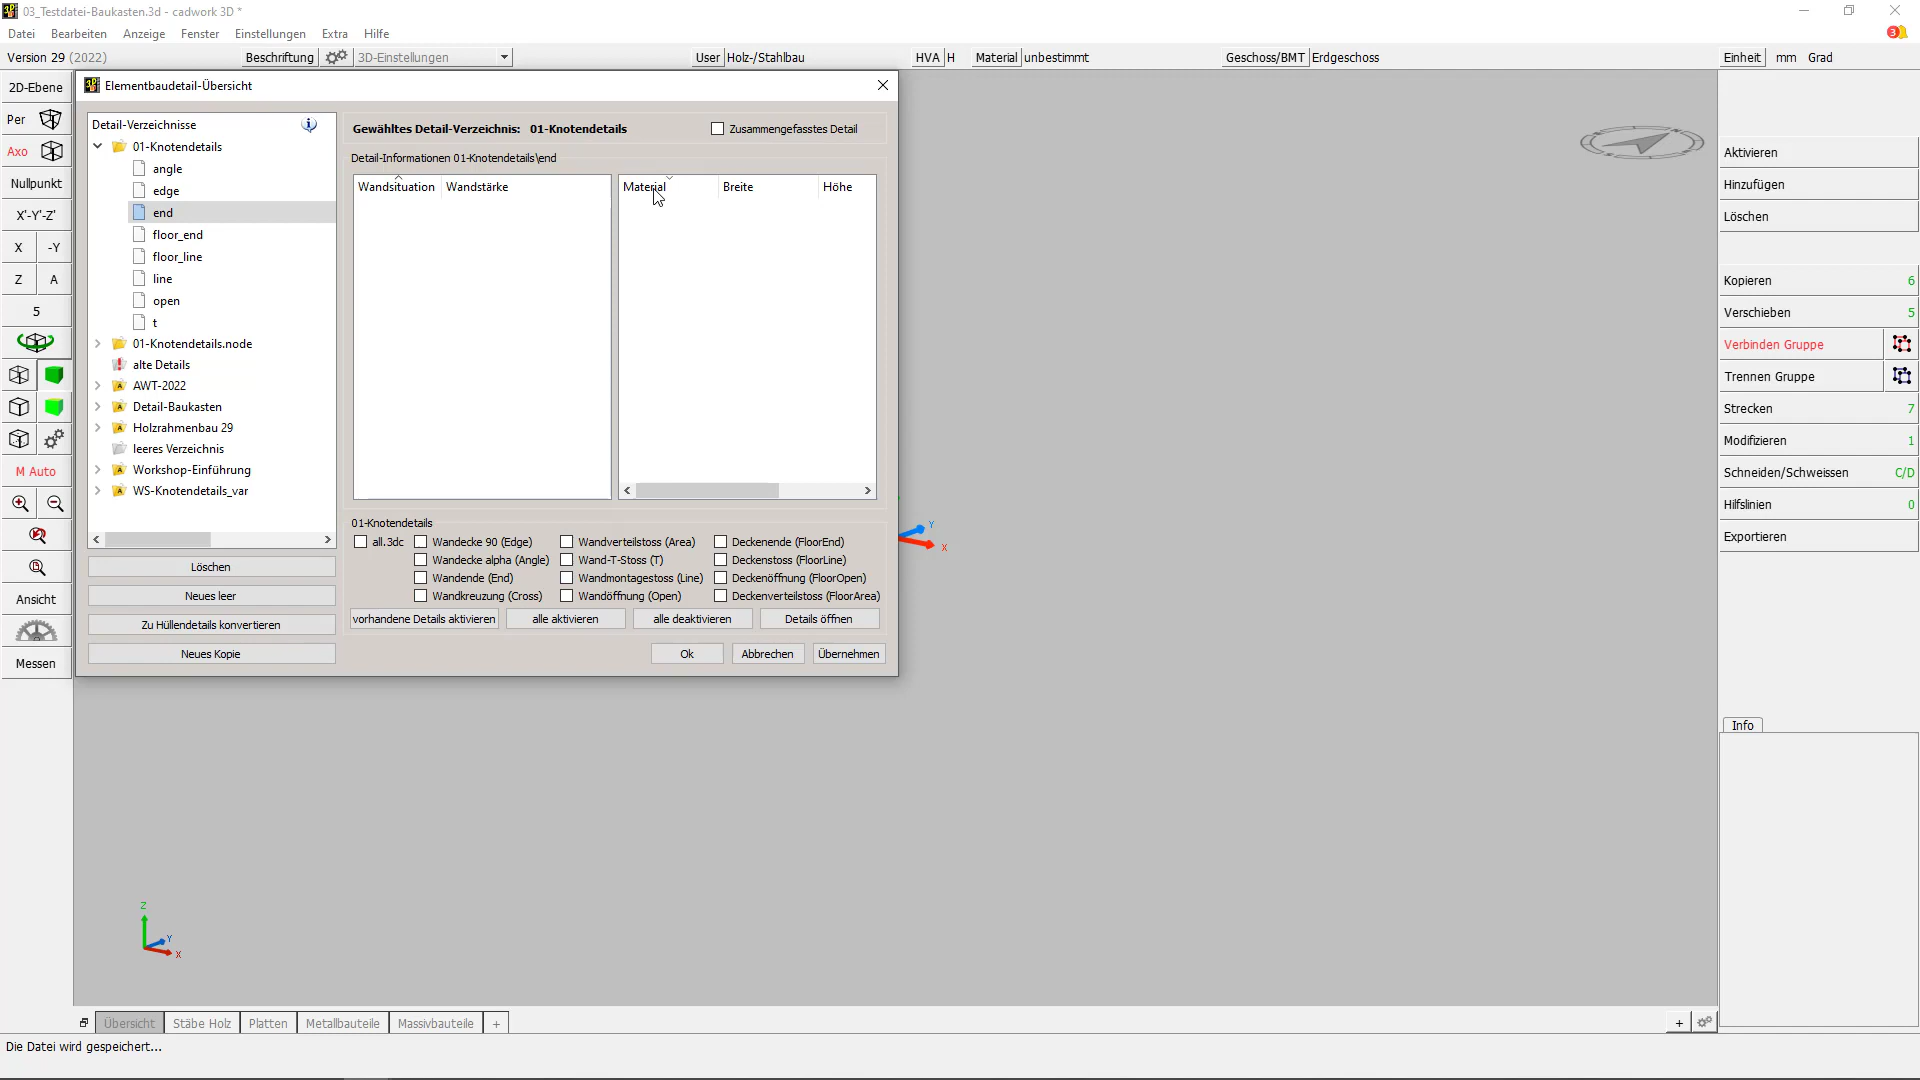 03_Testdatei-Baukasten.3d - cadwork 3D *
Datei Bearbeiten Anzeige Fenster Einstellungen Extra Hilfe
3
Version 29 (2022) Beschriftung 3D-Einstellungen User Holz-/Stahlbau HVA H Material unbestimmt Geschoss/BMT Erdgeschoss Einheit mm Grad
2D-Ebene
Per
Axo
Nullpunkt
X'-Y'-Z'
X -Y
Z A
5
M Auto
Ansicht
Messen
Elementbaudetail-Übersicht
Detail-Verzeichnisse
01-Knotendetails
angle
edge
end
floor_end
floor_line
line
open
t
01-Knotendetails.node
alte Details
AWT-2022
Detail-Baukasten
Holzrahmenbau 29
leeres Verzeichnis
Workshop-Einführung
WS-Knotendetails_var
Löschen
Neues leer
Zu Hüllendetails konvertieren
Neues Kopie
Gewähltes Detail-Verzeichnis: 01-Knotendetails
Zusammengefasstes Detail
Detail-Informationen 01-Knotendetails\end
Wandsituation Wandstärke
Material Breite Höhe
01-Knotendetails
all.3dc Wandecke 90 (Edge) Wandverteilstoss (Area) Deckenende (FloorEnd)
Wandecke alpha (Angle) Wand-T-Stoss (T) Deckenstoss (FloorLine)
Wandende (End) Wandmontagestoss (Line) Deckenöffnung (FloorOpen)
Wandkreuzung (Cross) Wandöffnung (Open) Deckenverteilstoss (FloorArea)
vorhandene Details aktivieren alle aktivieren alle deaktivieren Details öffnen
Ok Abbrechen Übernehmen
Y
X
Z
Y
X
Aktivieren
Hinzufügen
Löschen
Kopieren 6
Verschieben 5
Verbinden Gruppe
Trennen Gruppe
Strecken 7
Modifizieren 1
Schneiden/Schweissen C/D
Hilfslinien 0
Exportieren
Info
Übersicht Stäbe Holz Platten Metallbauteile Massivbauteile + +
Die Datei wird gespeichert...